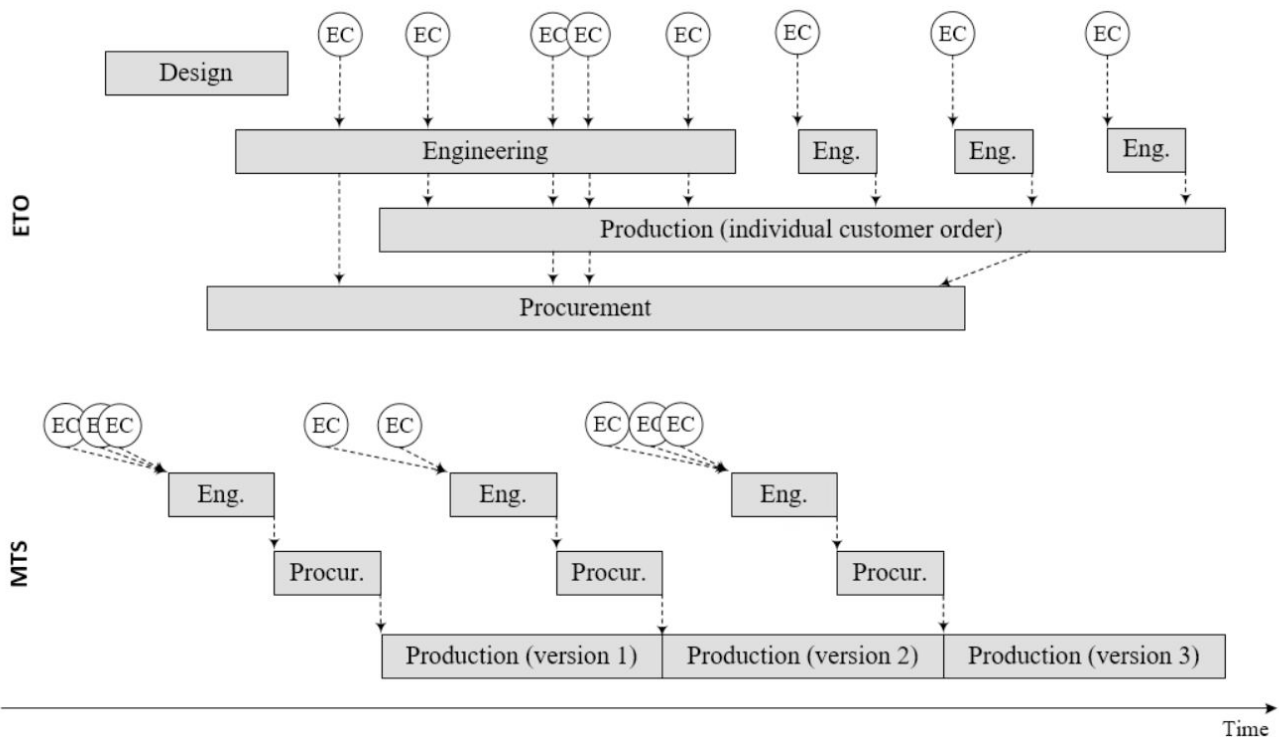 EC
EC
EC
EC
EC
EC
EC
EC
Design
Engineering
Eng.
Eng.
Eng.
ETO
Production (individual customer order)
Procurement
EC
E
EC
EC
EC
EC
EC
EC
Eng.
Eng.
Eng.
MTS
Procur.
Procur.
Procur.
Production (version 1)
Production (version 2)
Production (version 3)
Time